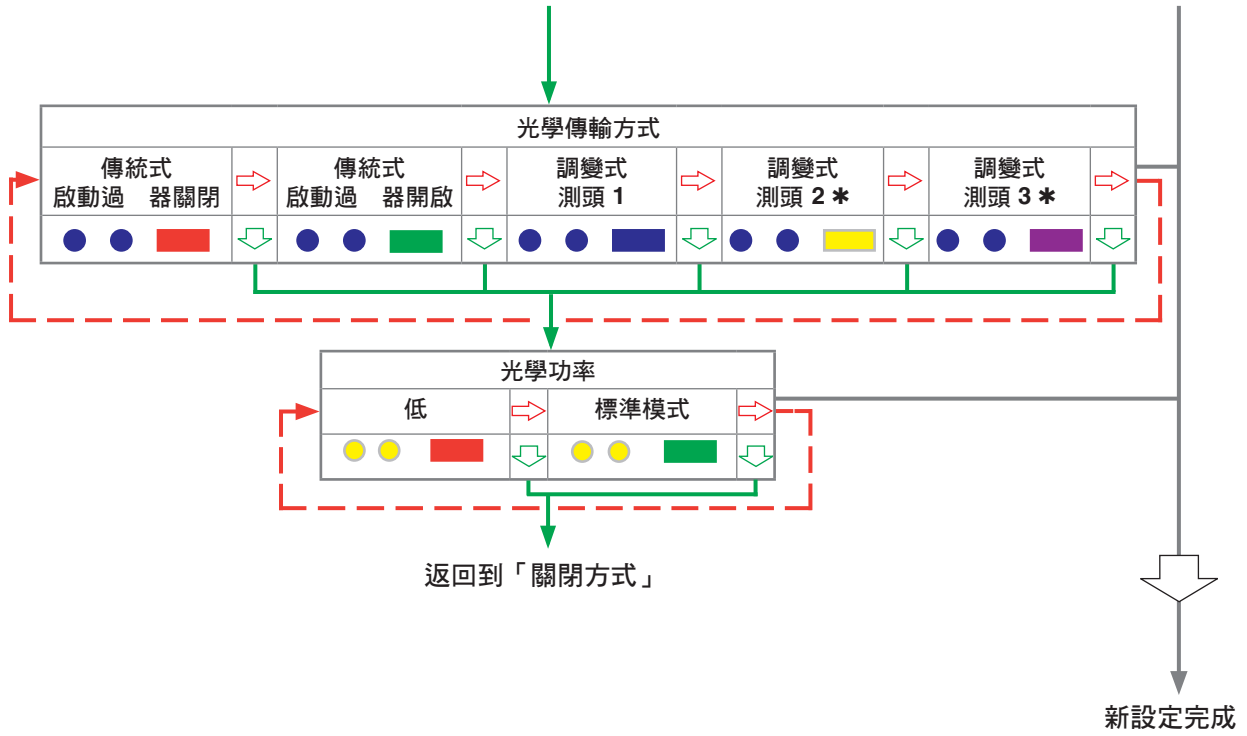 光學傳輸方式
傳統式
啟動過　器關閉
傳統式
啟動過　器開啟
調變式
測頭 1
調變式
測頭 2 ✱
調變式
測頭 3 ✱
光學功率
低
標準模式
返回到「關閉方式」
新設定完成